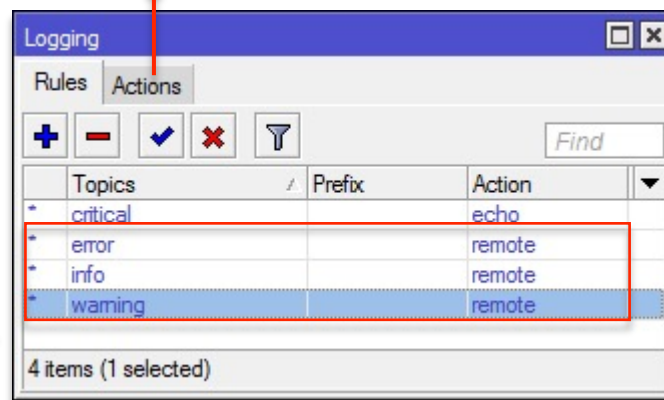 Logging
Rules Actions
Find
Topics Prefix Action
* critical echo
* error remote
* info remote
* warning remote
4 items (1 selected)